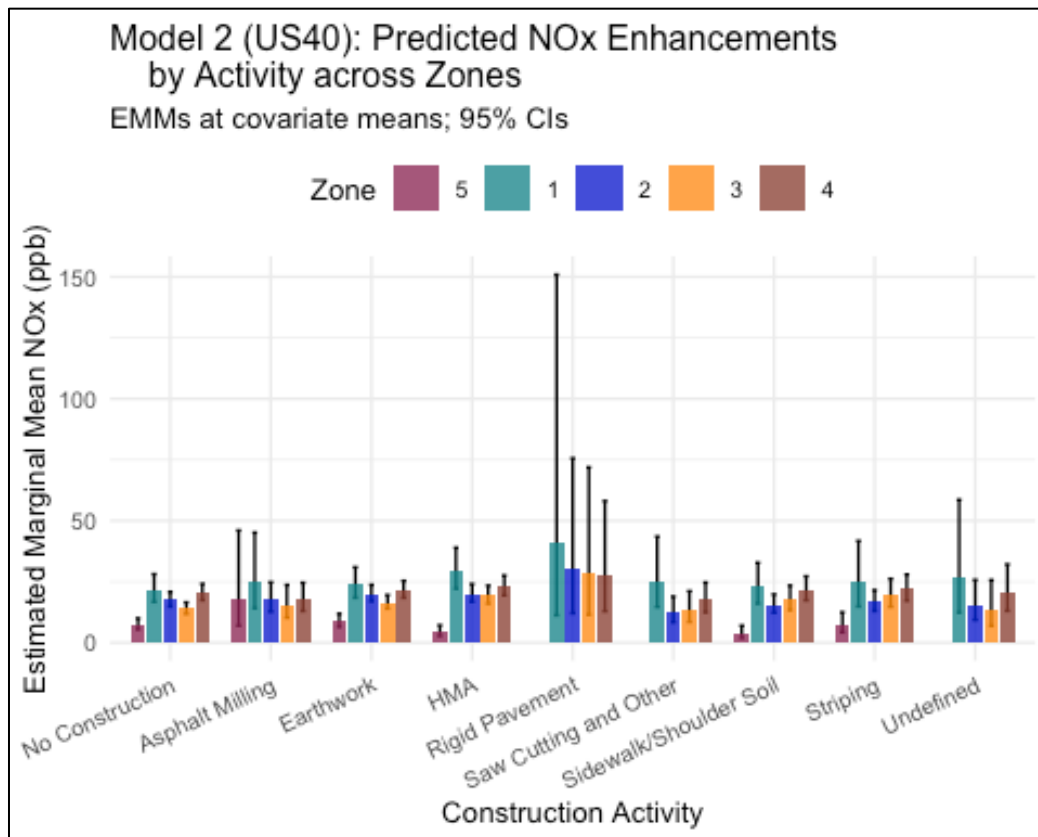 Model 2 (US40): Predicted NOx Enhancements
by Activity across Zones
EMMs at covariate means; 95% CIs
Zone 5 1 2 3 4
Estimated Marginal Mean NOx (ppb)
150
100
50
0
No Construction
Asphalt Milling
Earthwork
HMA
Rigid Pavement
Saw Cutting and Other
Sidewalk/Shoulder Soil
Striping
Undefined
Construction Activity